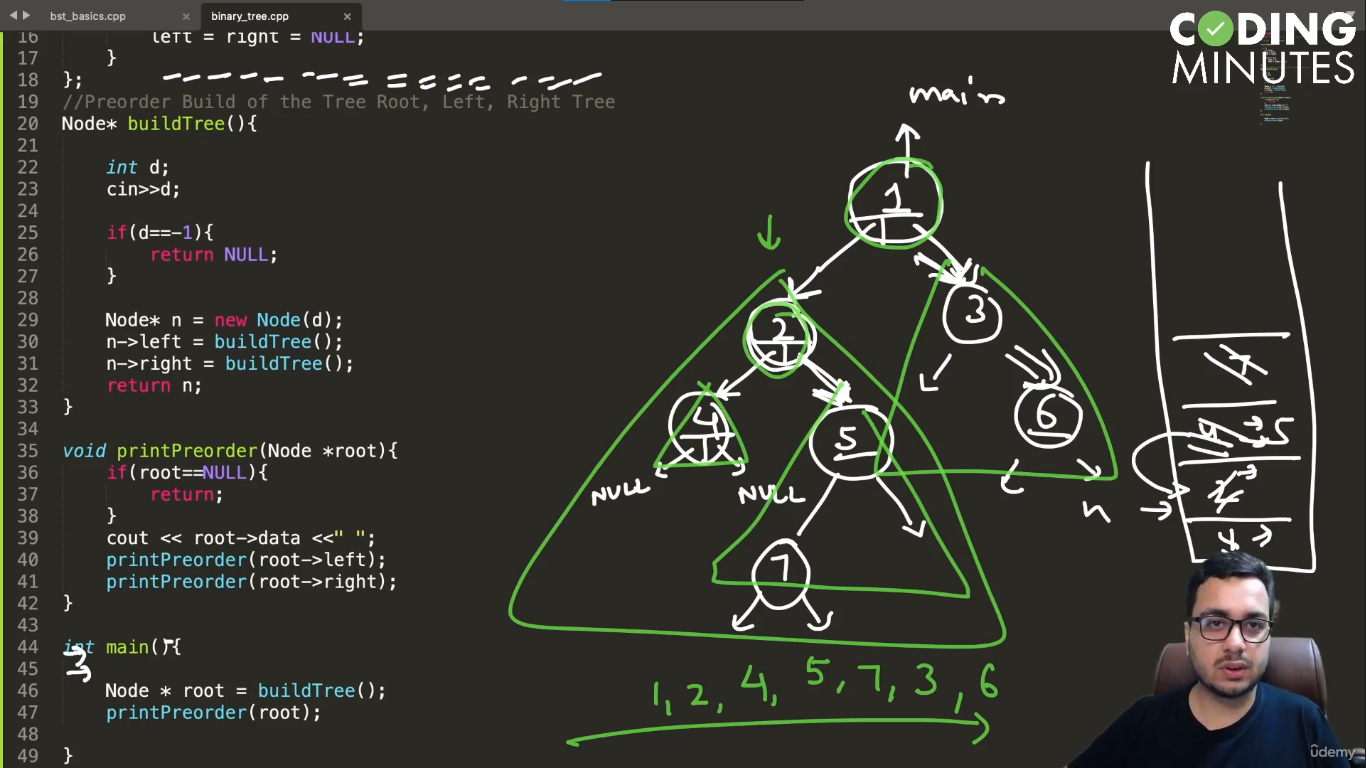 bst_basics.cpp × binary_tree.cpp ×
CODING
MINUTES
16 left = right = NULL;
17 }
18 };
19 //Preorder Build of the Tree Root, Left, Right Tree
20 Node* buildTree(){
21
22 int d;
23 cin>>d;
24
25 if(d==-1){
26 return NULL;
27 }
28
29 Node* n = new Node(d);
30 n->left = buildTree();
31 n->right = buildTree();
32 return n;
33 }
34
35 void printPreorder(Node *root){
36 if(root==NULL){
37 return;
38 }
39 cout << root->data <<" ";
40 printPreorder(root->left);
41 printPreorder(root->right);
42 }
43
44 int main(){
45
46 Node * root = buildTree();
47 printPreorder(root);
48
49 }
main
1
2
3
4
5
6
NULL
NULL
n
7
5
1, 2, 4, 5, 7, 3, 6
udemy